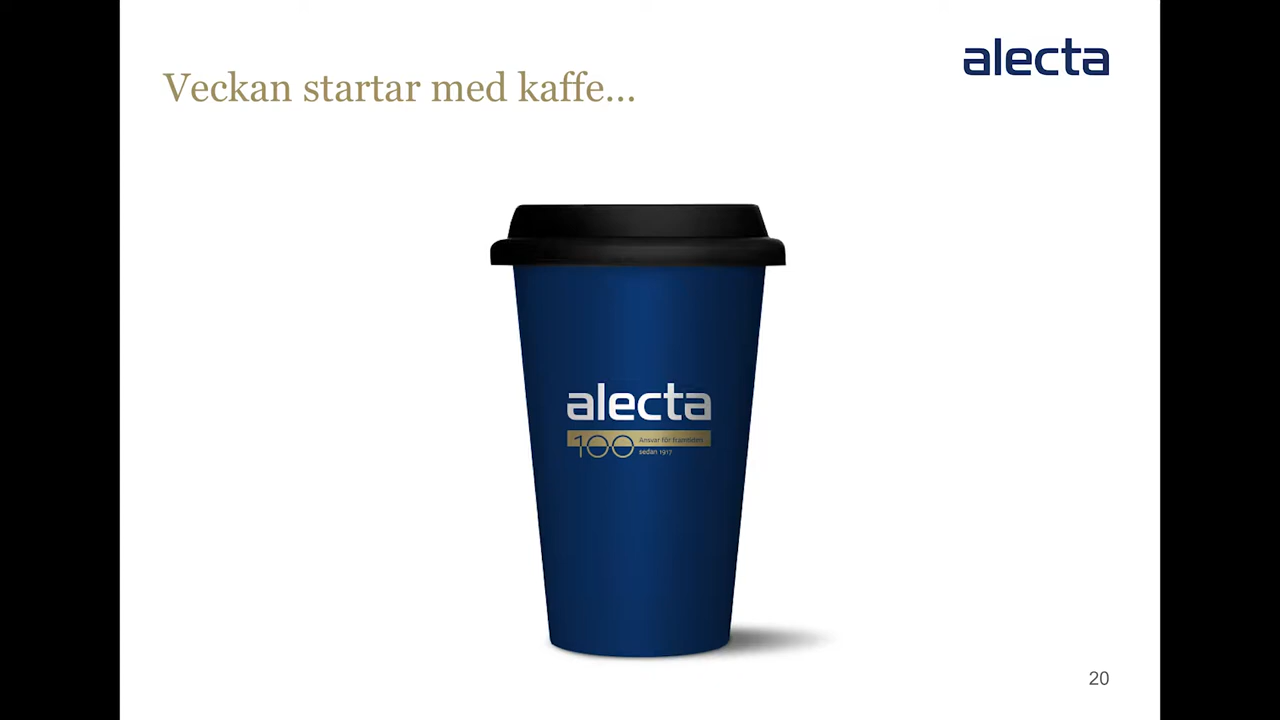 alecta
Veckan startar med kaffe...
alecta
100 Ansvar för framtiden
sedan 1917
20